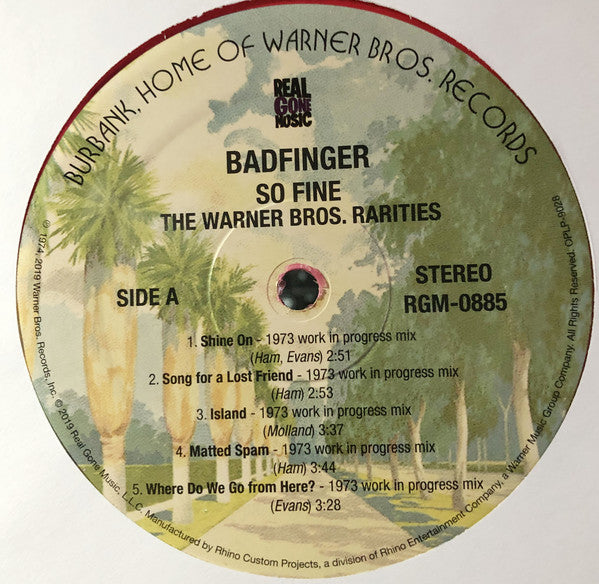 BURBANK, HOME OF WARNER BROS. RECORDS
REAL
GONE
MUSIC
BADFINGER
SO FINE
THE WARNER BROS. RARITIES
SIDE A
STEREO
RGM-0885
1. Shine On - 1973 work in progress mix
(Ham, Evans) 2:51
2. Song for a Lost Friend - 1973 work in progress mix
(Ham) 2:53
3. Island - 1973 work in progress mix
(Molland) 3:37
4. Matted Spam - 1973 work in progress mix
(Ham) 3:44
5. Where Do We Go from Here? - 1973 work in progress mix
(Evans) 3:28
℗ 1974, 2019 Warner Bros. Records, Inc. © 2019 Real Gone Music, L.L.C. Manufactured by Rhino Custom Projects, a division of Rhino Entertainment Company, a Warner Music Group Company. All Rights Reserved. OPLP-9028